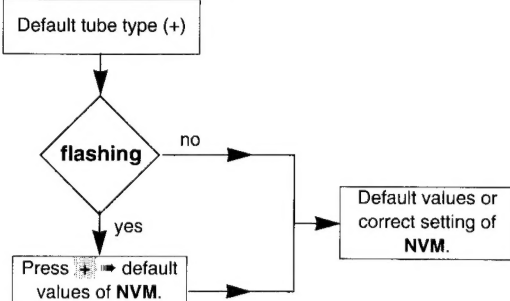 Default tube type (+)
flashing
no
yes
Press + ➠ default
values of NVM.
Default values or
correct setting of
NVM.